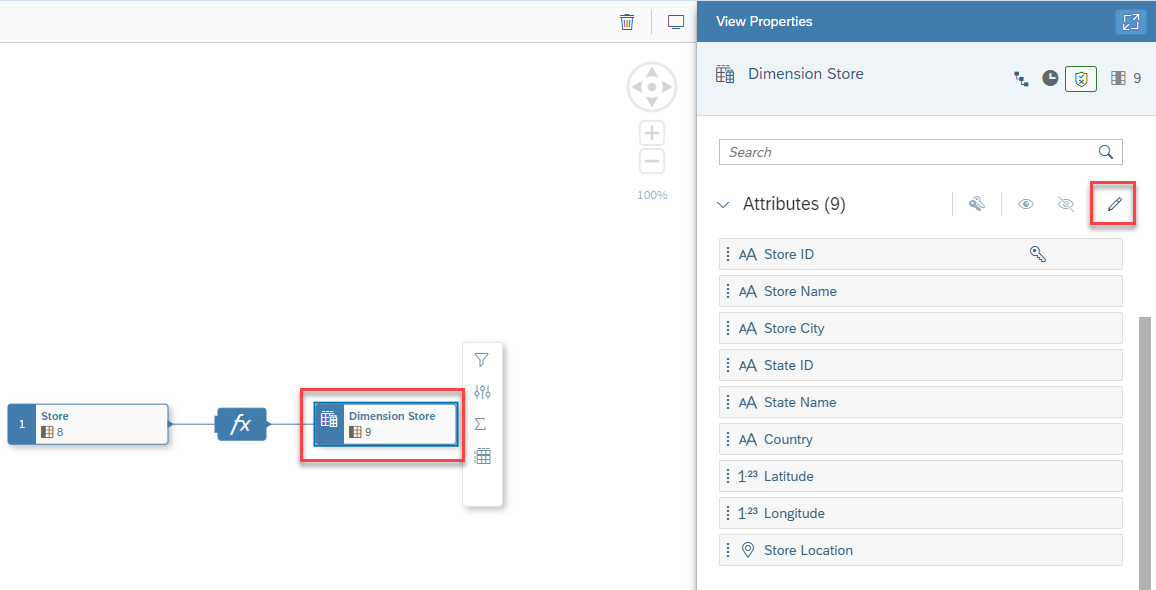 View Properties
Dimension Store
9
Search
100%
Attributes (9)
AA Store ID
AA Store Name
AA Store City
AA State ID
AA State Name
AA Country
1.23 Latitude
1.23 Longitude
Store Location
1
Store
8
fx
Dimension Store
9
Σ